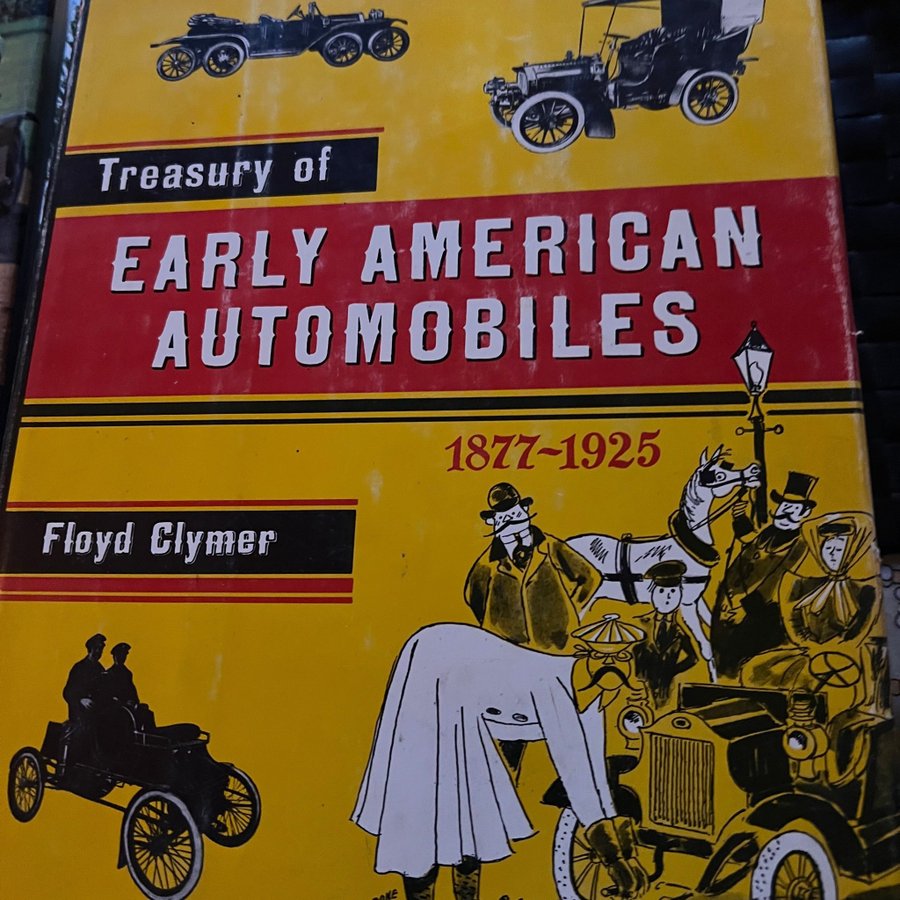 Treasury of
EARLY AMERICAN
AUTOMOBILES
1877~1925
Floyd Clymer